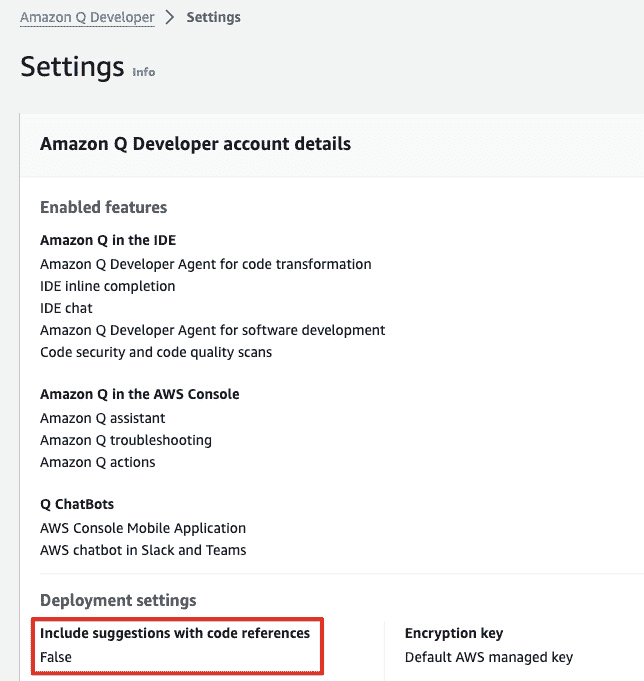 Amazon Q Developer > Settings
Settings Info
Amazon Q Developer account details
Enabled features
Amazon Q in the IDE
Amazon Q Developer Agent for code transformation
IDE inline completion
IDE chat
Amazon Q Developer Agent for software development
Code security and code quality scans
Amazon Q in the AWS Console
Amazon Q assistant
Amazon Q troubleshooting
Amazon Q actions
Q ChatBots
AWS Console Mobile Application
AWS chatbot in Slack and Teams
Deployment settings
Include suggestions with code references
False
Encryption key
Default AWS managed key